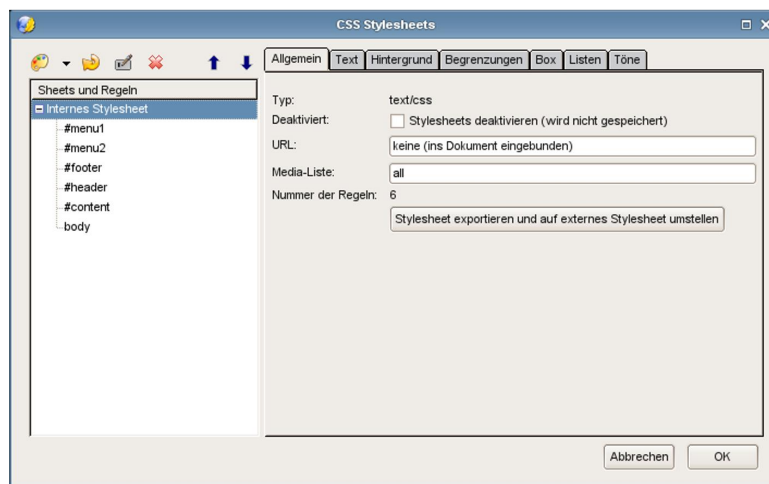 CSS Stylesheets
Allgemein Text Hintergrund Begrenzungen Box Listen Töne
Sheets und Regeln
Internes Stylesheet
#menu1
#menu2
#footer
#header
#content
body
Typ: text/css
Deaktiviert: Stylesheets deaktivieren (wird nicht gespeichert)
URL: keine (ins Dokument eingebunden)
Media-Liste: all
Nummer der Regeln: 6
Stylesheet exportieren und auf externes Stylesheet umstellen
Abbrechen OK